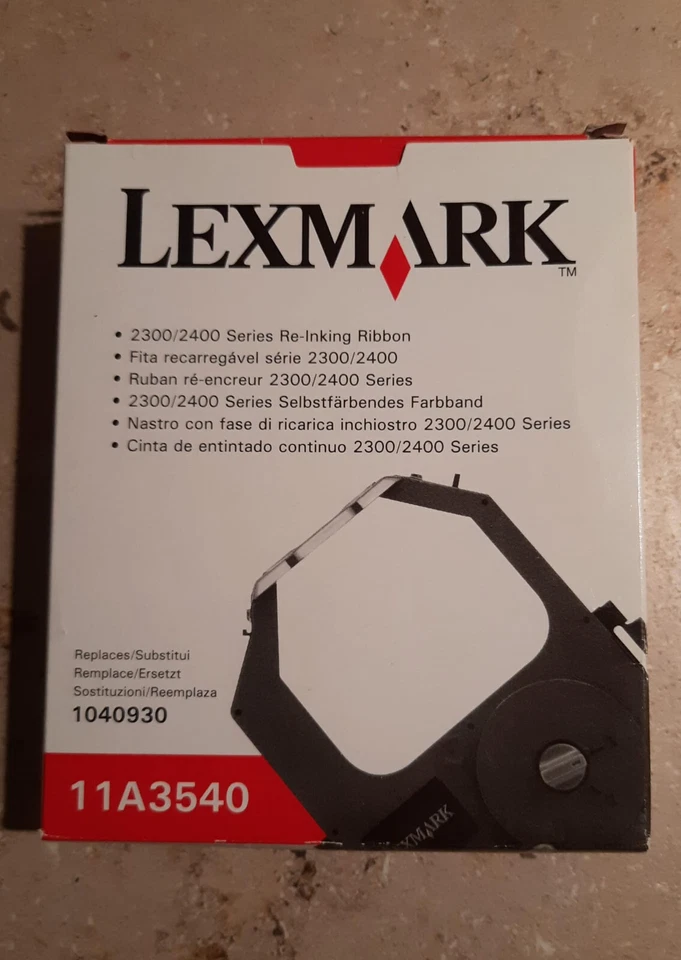 LEXMARK™
• 2300/2400 Series Re-Inking Ribbon
• Fita recarregável série 2300/2400
• Ruban ré-encreur 2300/2400 Series
• 2300/2400 Series Selbstfärbendes Farbband
• Nastro con fase di ricarica inchiostro 2300/2400 Series
• Cinta de entintado continuo 2300/2400 Series
Replaces/Substitui
Remplace/Ersetzt
Sostituzioni/Reemplaza
1040930
11A3540
LEXMARK